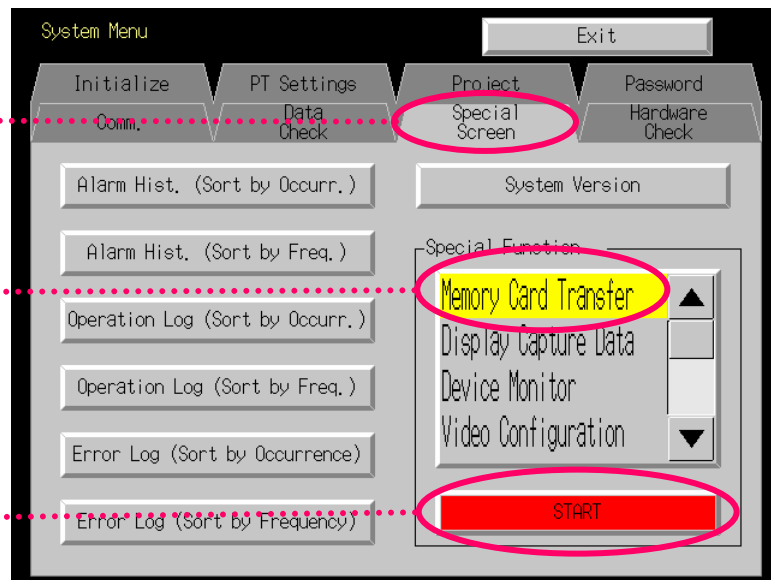 System Menu
Exit
Initialize
PT Settings
Project
Password
Comm.
Data
Check
Special
Screen
Hardware
Check
Alarm Hist. (Sort by Occurr.)
System Version
Alarm Hist. (Sort by Freq.)
Special Function
Memory Card Transfer
Operation Log (Sort by Occurr.)
Display Capture Data
Operation Log (Sort by Freq.)
Device Monitor
Video Configuration
Error Log (Sort by Occurrence)
Error Log (Sort by Frequency)
START